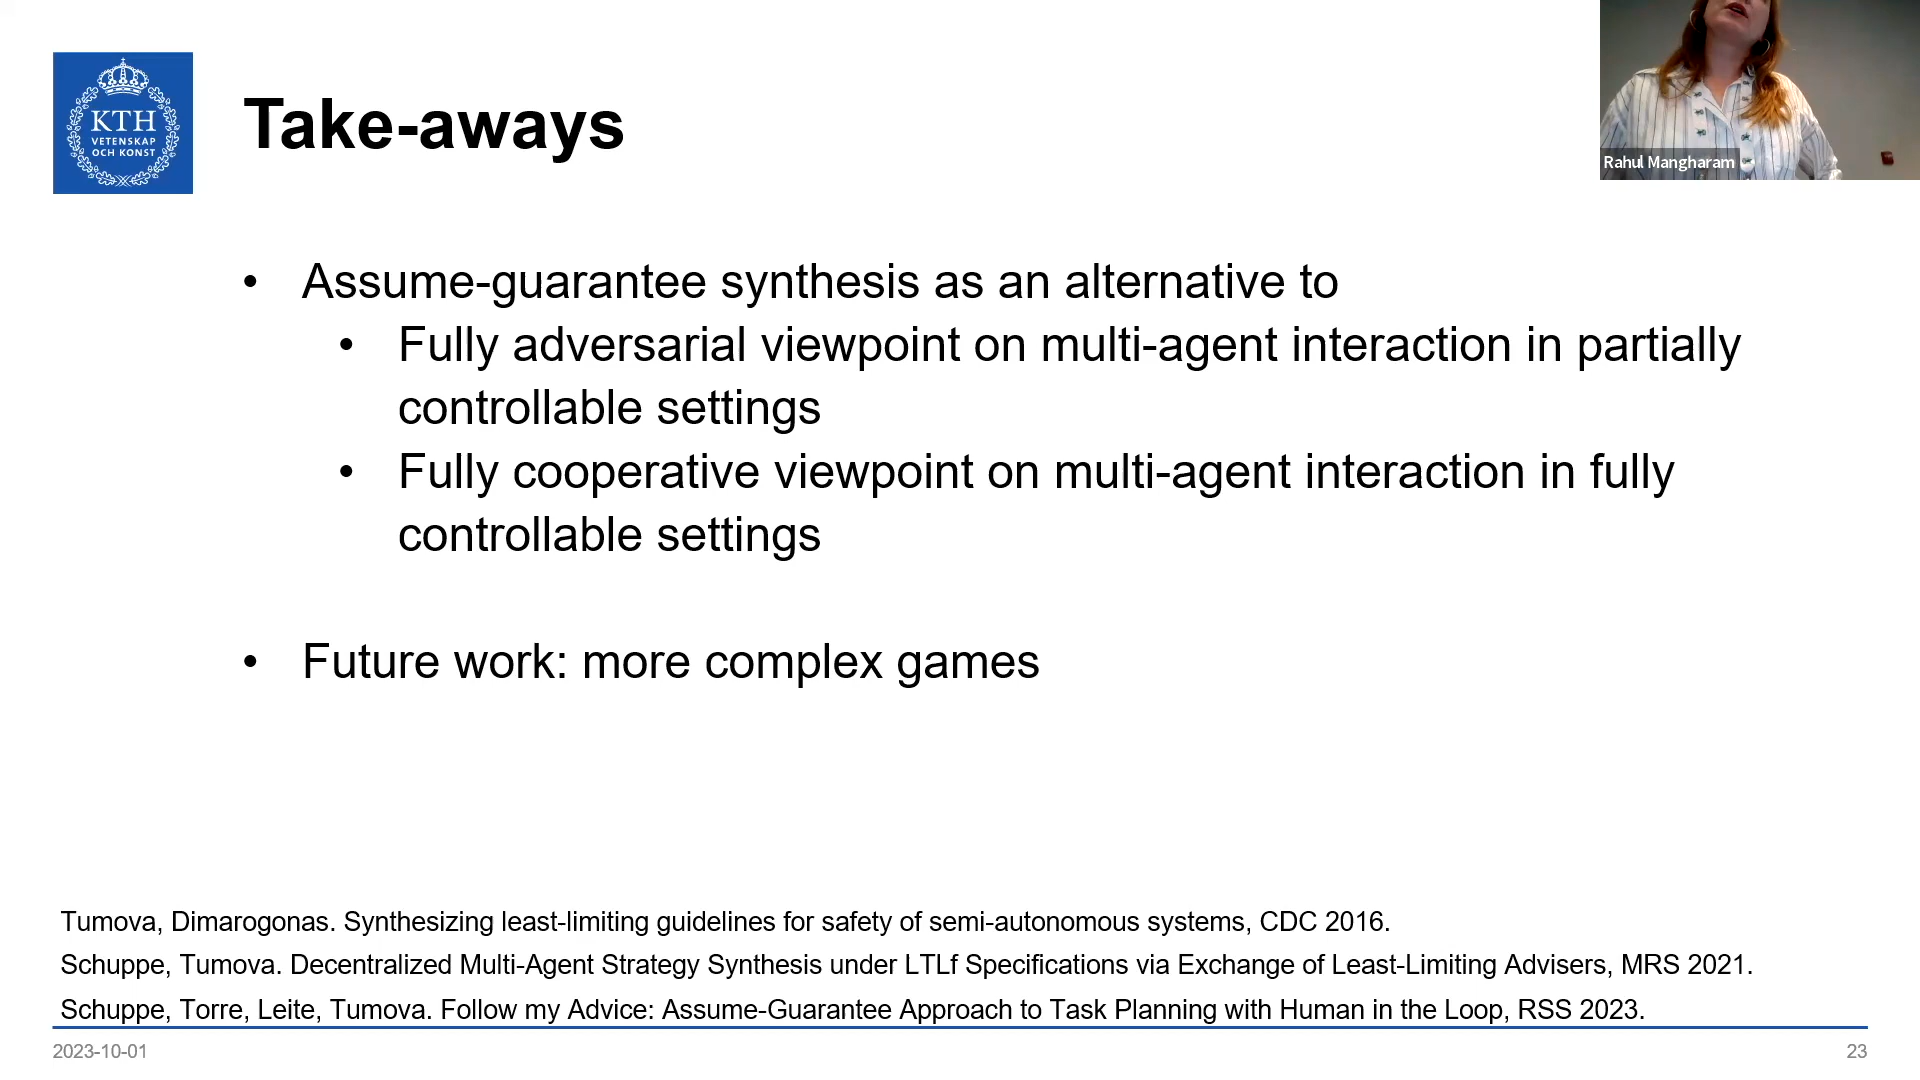 KTH
VETENSKAP
OCH KONST
Take-aways
Rahul Mangharam
• Assume-guarantee synthesis as an alternative to
• Fully adversarial viewpoint on multi-agent interaction in partially
controllable settings
• Fully cooperative viewpoint on multi-agent interaction in fully
controllable settings
• Future work: more complex games
Tumova, Dimarogonas. Synthesizing least-limiting guidelines for safety of semi-autonomous systems, CDC 2016.
Schuppe, Tumova. Decentralized Multi-Agent Strategy Synthesis under LTLf Specifications via Exchange of Least-Limiting Advisers, MRS 2021.
Schuppe, Torre, Leite, Tumova. Follow my Advice: Assume-Guarantee Approach to Task Planning with Human in the Loop, RSS 2023.
2023-10-01
23